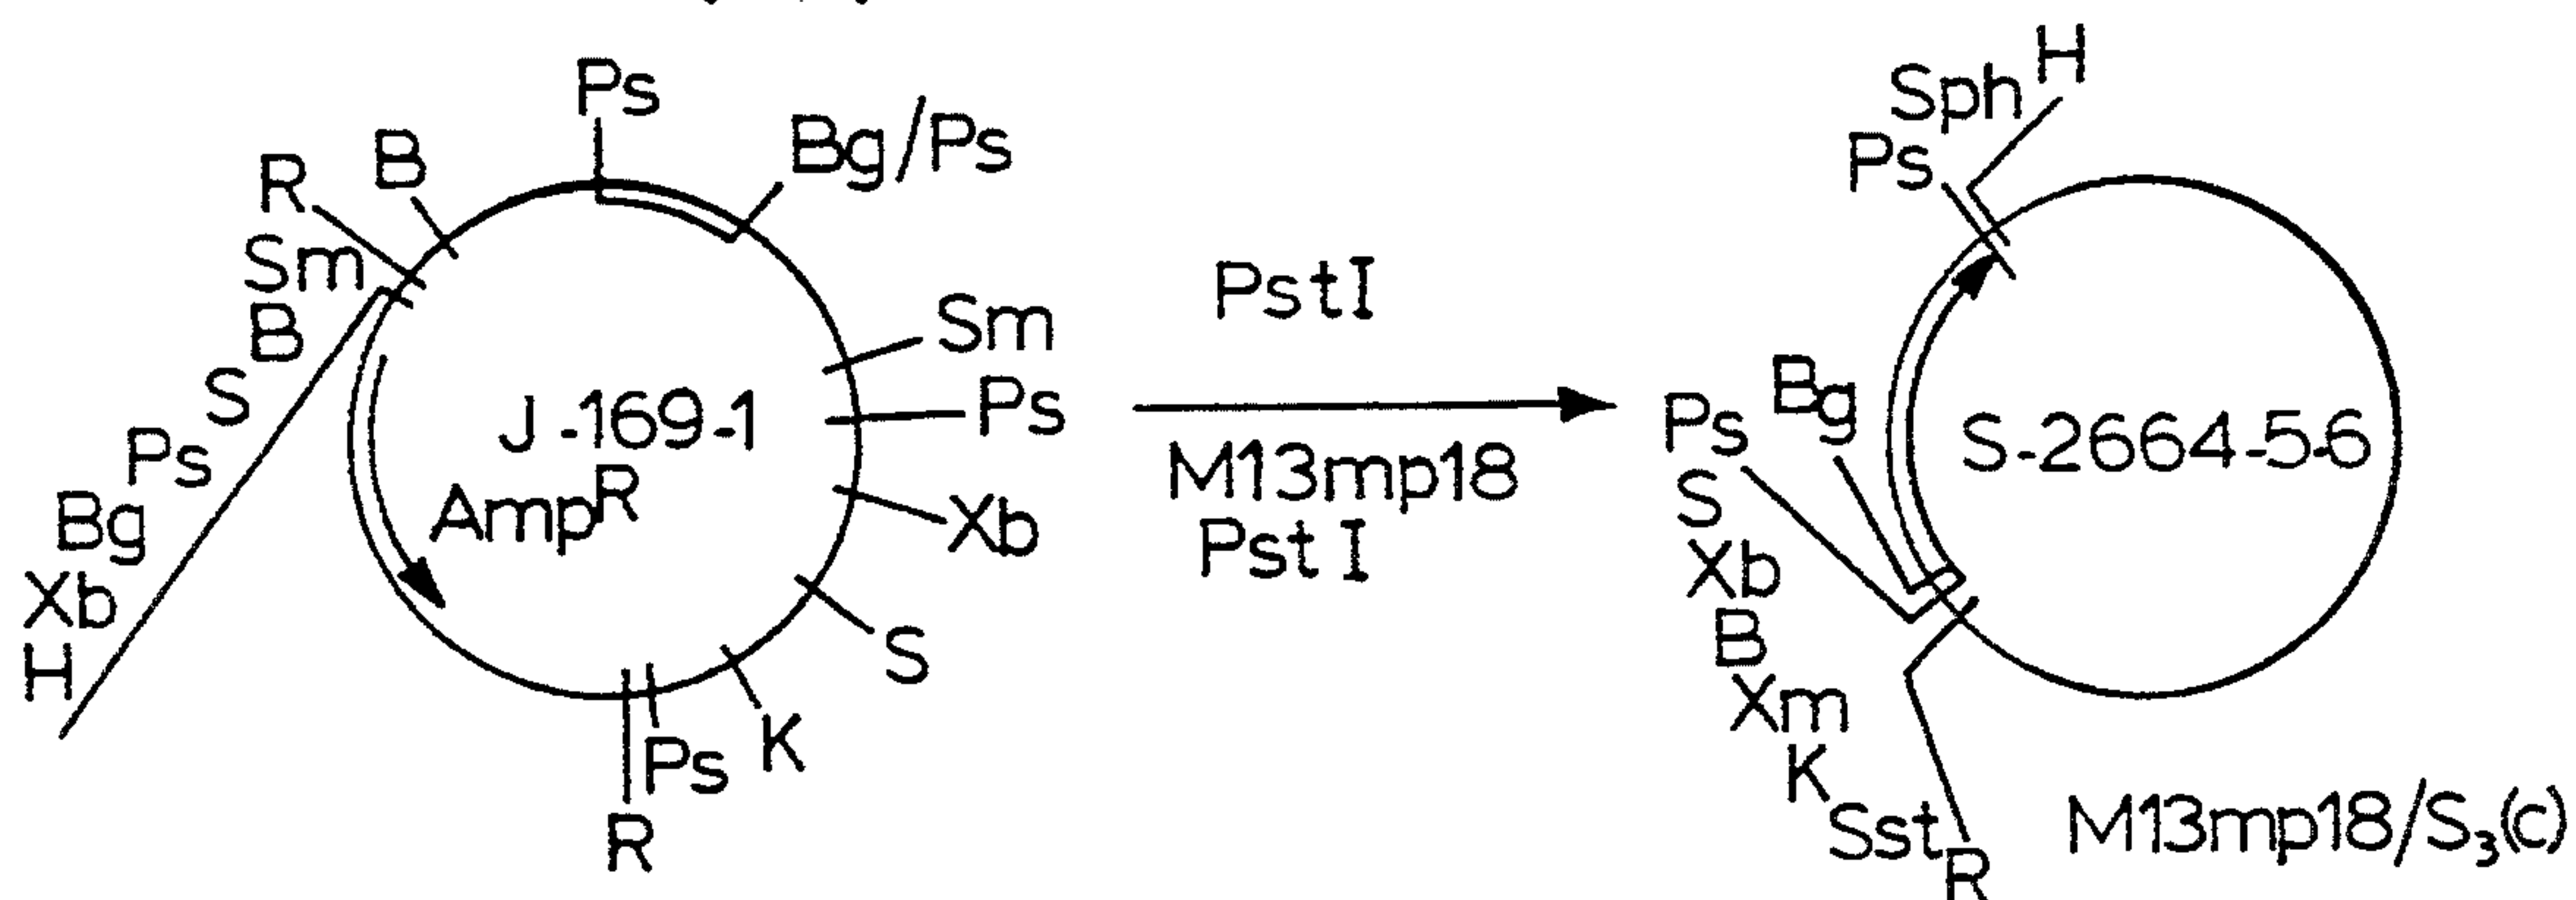 Ps
Bg/Ps
B
R
Sm
B
S
Ps
Bg
Xb
H
Sm
Ps
Xb
S
K
Ps
R
J-169-1
Amp^R
PstI
M13mp18
Pst I
H
Sph
Ps
Bg
Ps
S
Xb
B
Xm
K
Sst
R
S-2664-5-6
M13mp18/S₃(c)